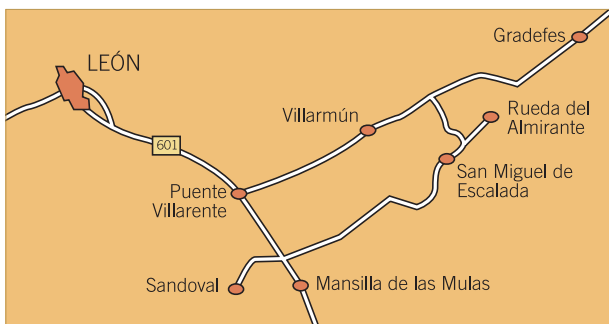 Gradefes
LEÓN
Rueda del
Almirante
Villarmún
601
San Miguel de
Escalada
Puente
Villarente
Sandoval
Mansilla de las Mulas